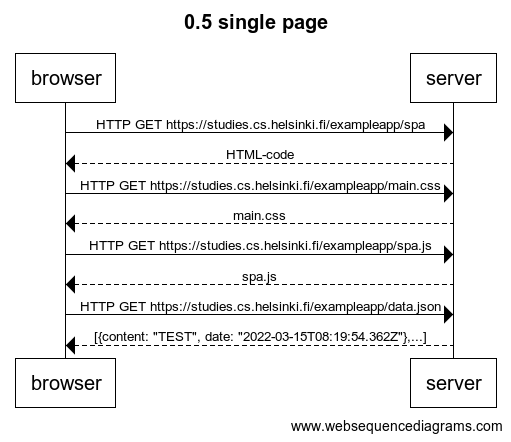 0.5 single page
browser server
HTTP GET https://studies.cs.helsinki.fi/exampleapp/spa
HTML-code
HTTP GET https://studies.cs.helsinki.fi/exampleapp/main.css
main.css
HTTP GET https://studies.cs.helsinki.fi/exampleapp/spa.js
spa.js
HTTP GET https://studies.cs.helsinki.fi/exampleapp/data.json
[{content: "TEST", date: "2022-03-15T08:19:54.362Z"},...]
browser server
www.websequencediagrams.com